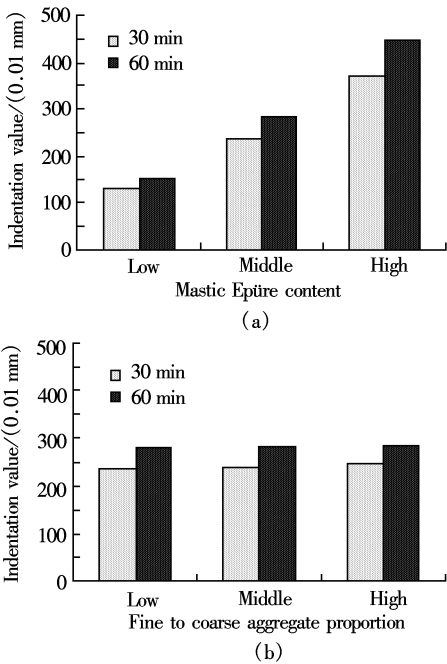 Indentation value/(0.01 mm)
500
400
300
200
100
0
30 min
60 min
Low Middle High
Mastic Epüre content
(a)
Indentation value/(0.01 mm)
500
400
300
200
100
0
30 min
60 min
Low Middle High
Fine to coarse aggregate proportion
(b)